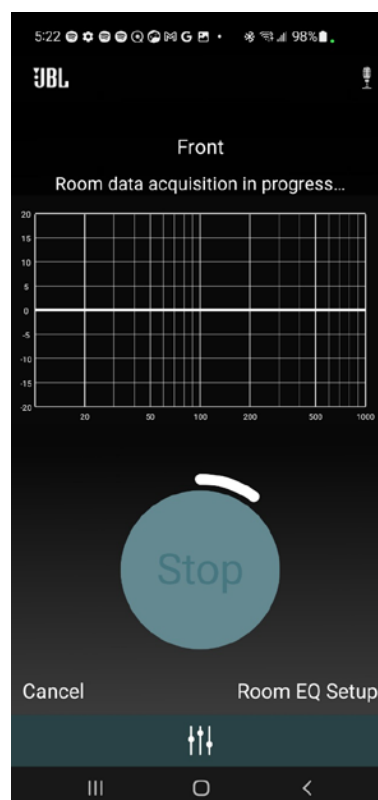 5:22 98%
JBL
Front
Room data acquisition in progress...
20
15
10
5
0
-5
-10
-15
-20
20 50 100 200 500 1000
Stop
Cancel Room EQ Setup